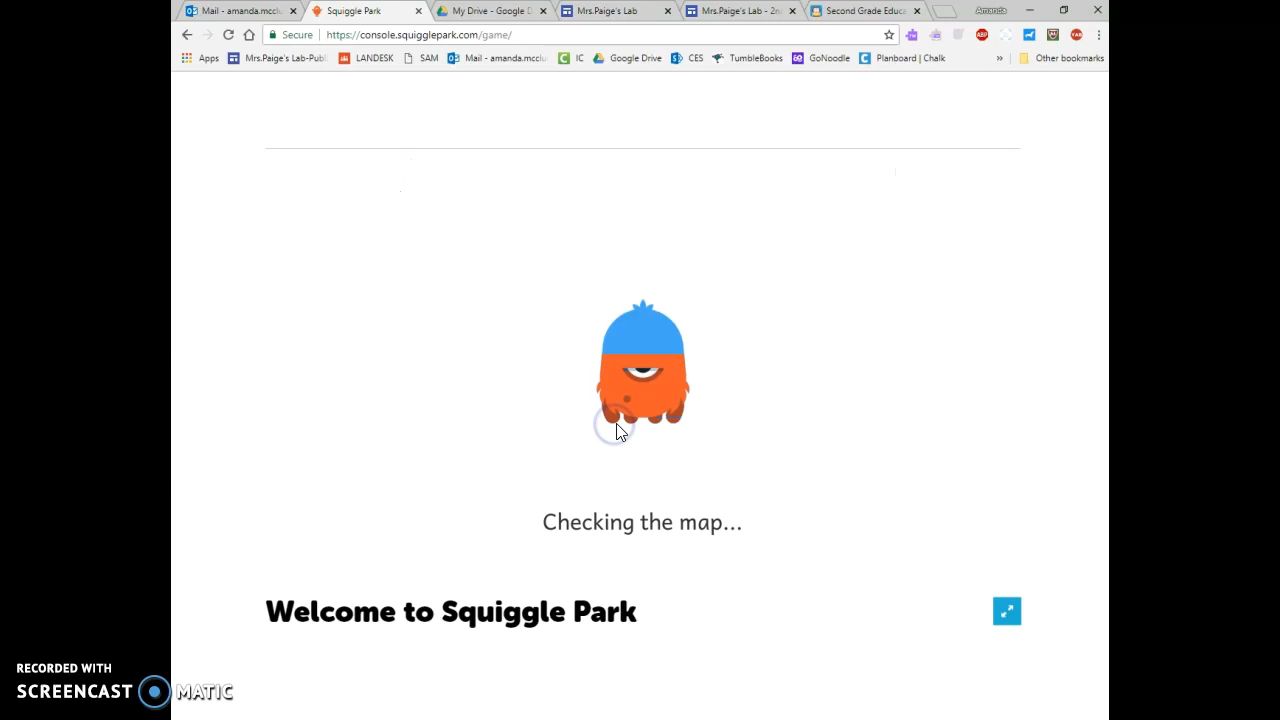 Mail - amanda.mcclu
Squiggle Park
My Drive - Google D
Mrs.Paige's Lab
Mrs.Paige's Lab - 2n
Second Grade Educa
Amanda
Secure
https://console.squigglepark.com/game/
Apps
Mrs.Paige's Lab-Publ
LANDESK
SAM
Mail - amanda.mcclu
IC
Google Drive
CES
TumbleBooks
GoNoodle
Planboard | Chalk
»
Other bookmarks
Checking the map...
Welcome to Squiggle Park
RECORDED WITH
SCREENCAST MATIC